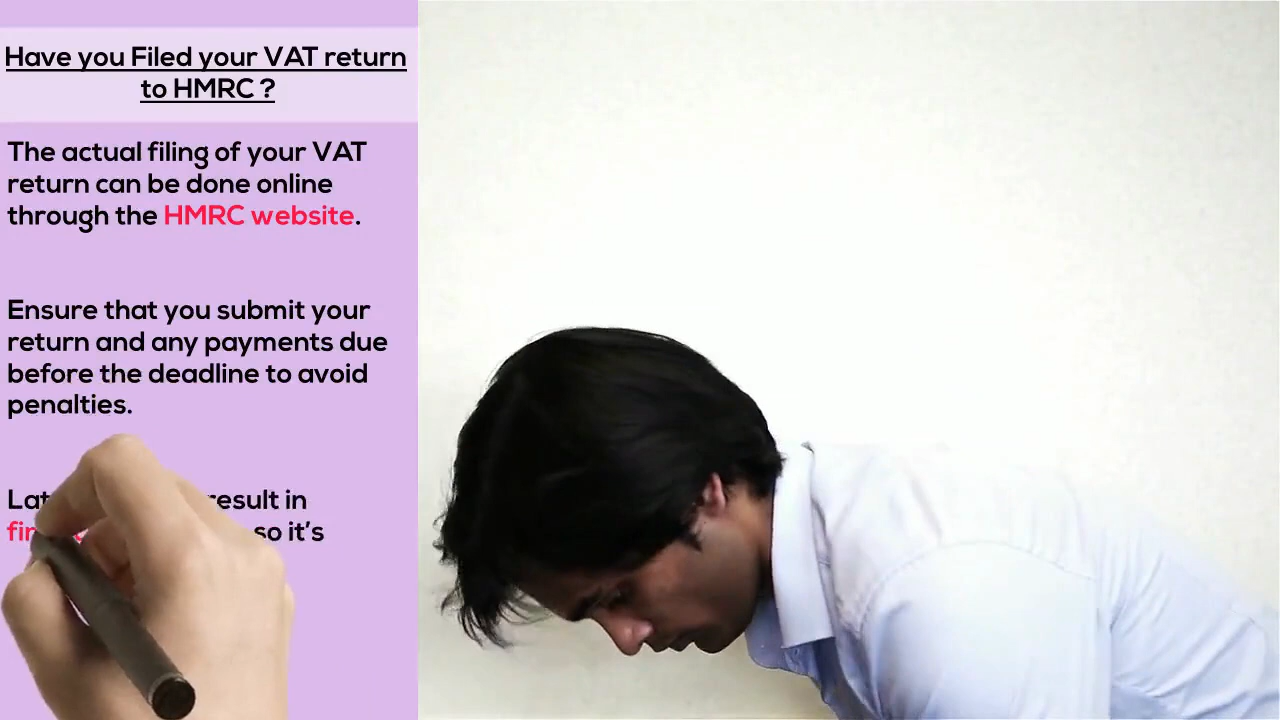 Have you Filed your VAT return
to HMRC ?
The actual filing of your VAT
return can be done online
through the HMRC website.
Ensure that you submit your
return and any payments due
before the deadline to avoid
penalties.
result in
so it's